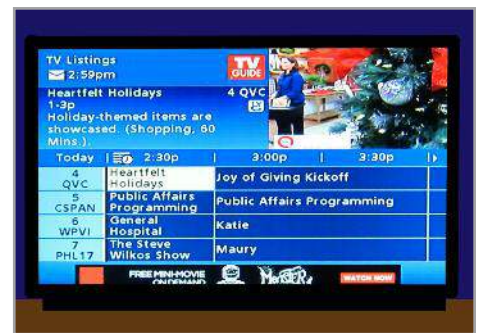 TV Listings
2:59pm
TV
GUIDE
Heartfelt Holidays
4 QVC
1-3p
Holiday-themed items are
showcased. (Shopping, 60
Mins.).
Today
2:30p
3:00p
3:30p
4
QVC
Heartfelt
Holidays
Joy of Giving Kickoff
5
CSPAN
Public Affairs
Programming
Public Affairs Programming
6
WPVI
General
Hospital
Katie
7
PHL17
The Steve
Wilkos Show
Maury
FREE MINI-MOVIE
ON DEMAND
MONSTER
WATCH NOW